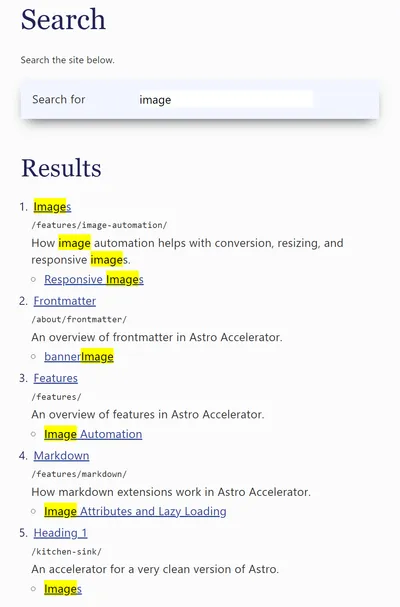 Search
Search the site below.
Search for image
Results
1. Images
/features/image-automation/
How image automation helps with conversion, resizing, and
responsive images.
Responsive Images
2. Frontmatter
/about/frontmatter/
An overview of frontmatter in Astro Accelerator.
bannerImage
3. Features
/features/
An overview of features in Astro Accelerator.
Image Automation
4. Markdown
/features/markdown/
How markdown extensions work in Astro Accelerator.
Image Attributes and Lazy Loading
5. Heading 1
/kitchen-sink/
An accelerator for a very clean version of Astro.
Images